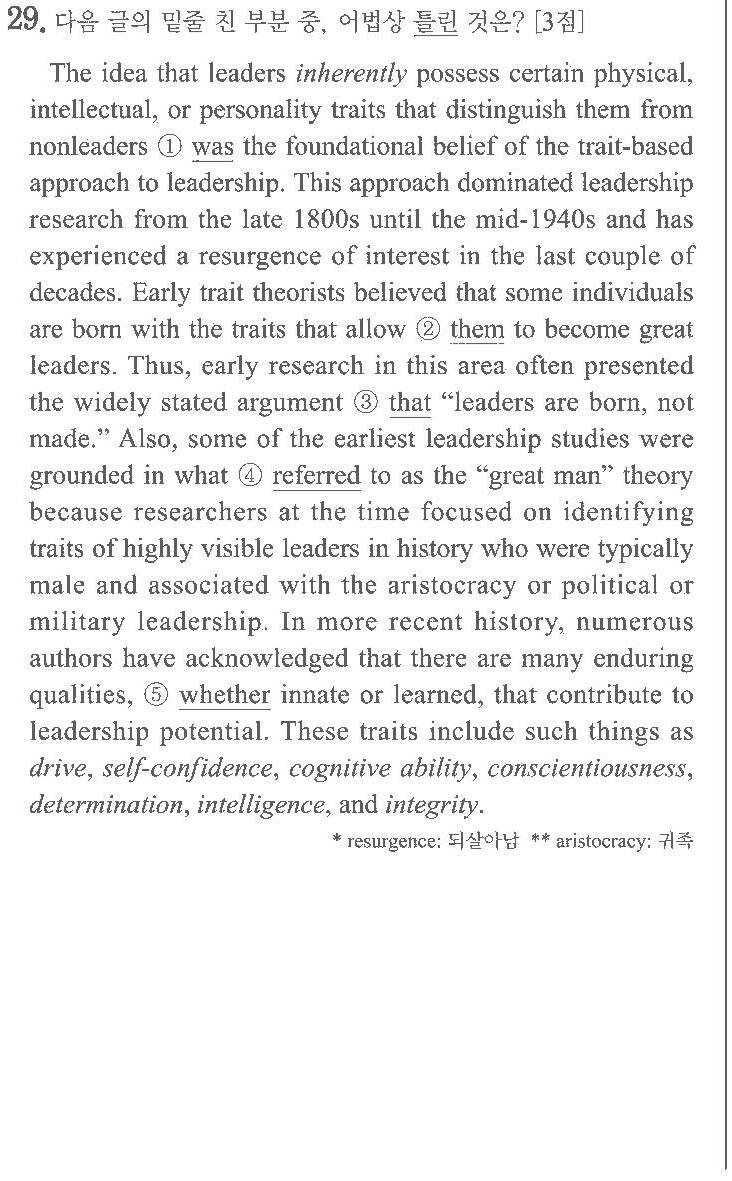 29. 다음 글의 밑줄 친 부분 중, 어법상 틀린 것은? [3점]
The idea that leaders inherently possess certain physical,
intellectual, or personality traits that distinguish them from
nonleaders ① was the foundational belief of the trait-based
approach to leadership. This approach dominated leadership
research from the late 1800s until the mid-1940s and has
experienced a resurgence of interest in the last couple of
decades. Early trait theorists believed that some individuals
are born with the traits that allow ② them to become great
leaders. Thus, early research in this area often presented
the widely stated argument ③ that “leaders are born, not
made.” Also, some of the earliest leadership studies were
grounded in what ④ referred to as the “great man” theory
because researchers at the time focused on identifying
traits of highly visible leaders in history who were typically
male and associated with the aristocracy or political or
military leadership. In more recent history, numerous
authors have acknowledged that there are many enduring
qualities, ⑤ whether innate or learned, that contribute to
leadership potential. These traits include such things as
drive, self-confidence, cognitive ability, conscientiousness,
determination, intelligence, and integrity.
* resurgence: 되살아남 ** aristocracy: 귀족